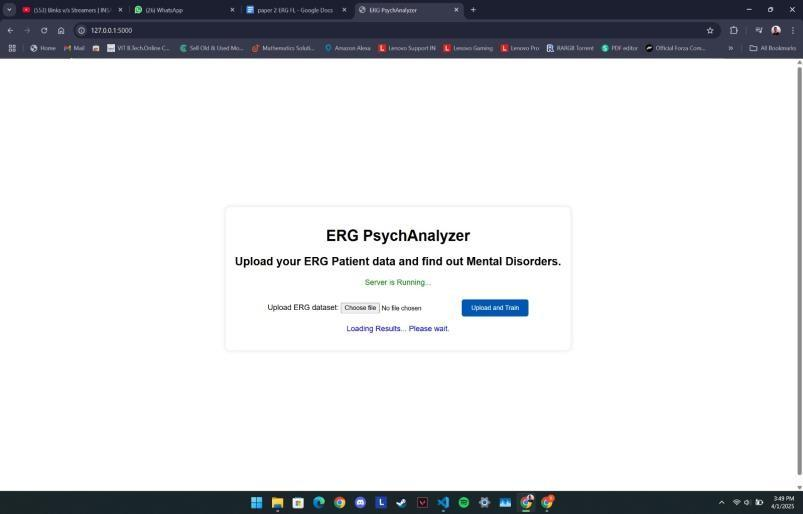 (553) Blinks v/s Streamers | INS
(26) WhatsApp
paper 2 ERG FL - Google Docs
ERG PsychAnalyzer
127.0.0.1:5000
Home
Mail
VIT B.Tech.Online C...
Sell Old & Used Mo...
Mathematics Soluti...
Amazon Alexa
Lenovo Support IN
Lenovo Gaming
Lenovo Pro
RARGB Torrent
PDF editor
Official Forza Com...
All Bookmarks
ERG PsychAnalyzer
Upload your ERG Patient data and find out Mental Disorders.
Server is Running...
Upload ERG dataset: Choose file No file chosen Upload and Train
Loading Results... Please wait.
3:49 PM
4/1/2025